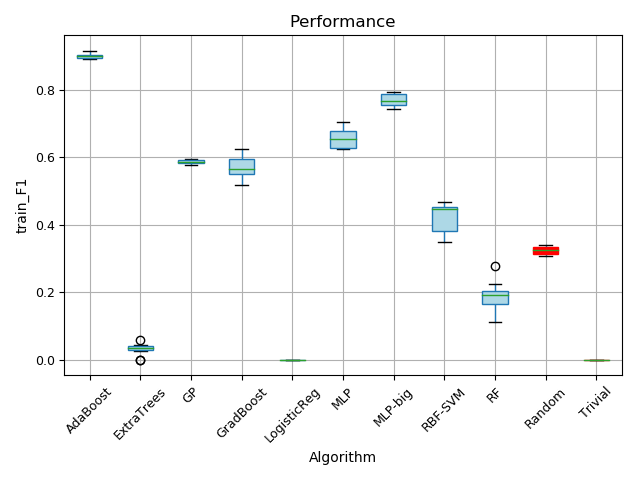 Performance
train_F1
0.8
0.6
0.4
0.2
0.0
AdaBoost
ExtraTrees
GP
GradBoost
LogisticReg
MLP
MLP-big
RBF-SVM
RF
Random
Trivial
Algorithm